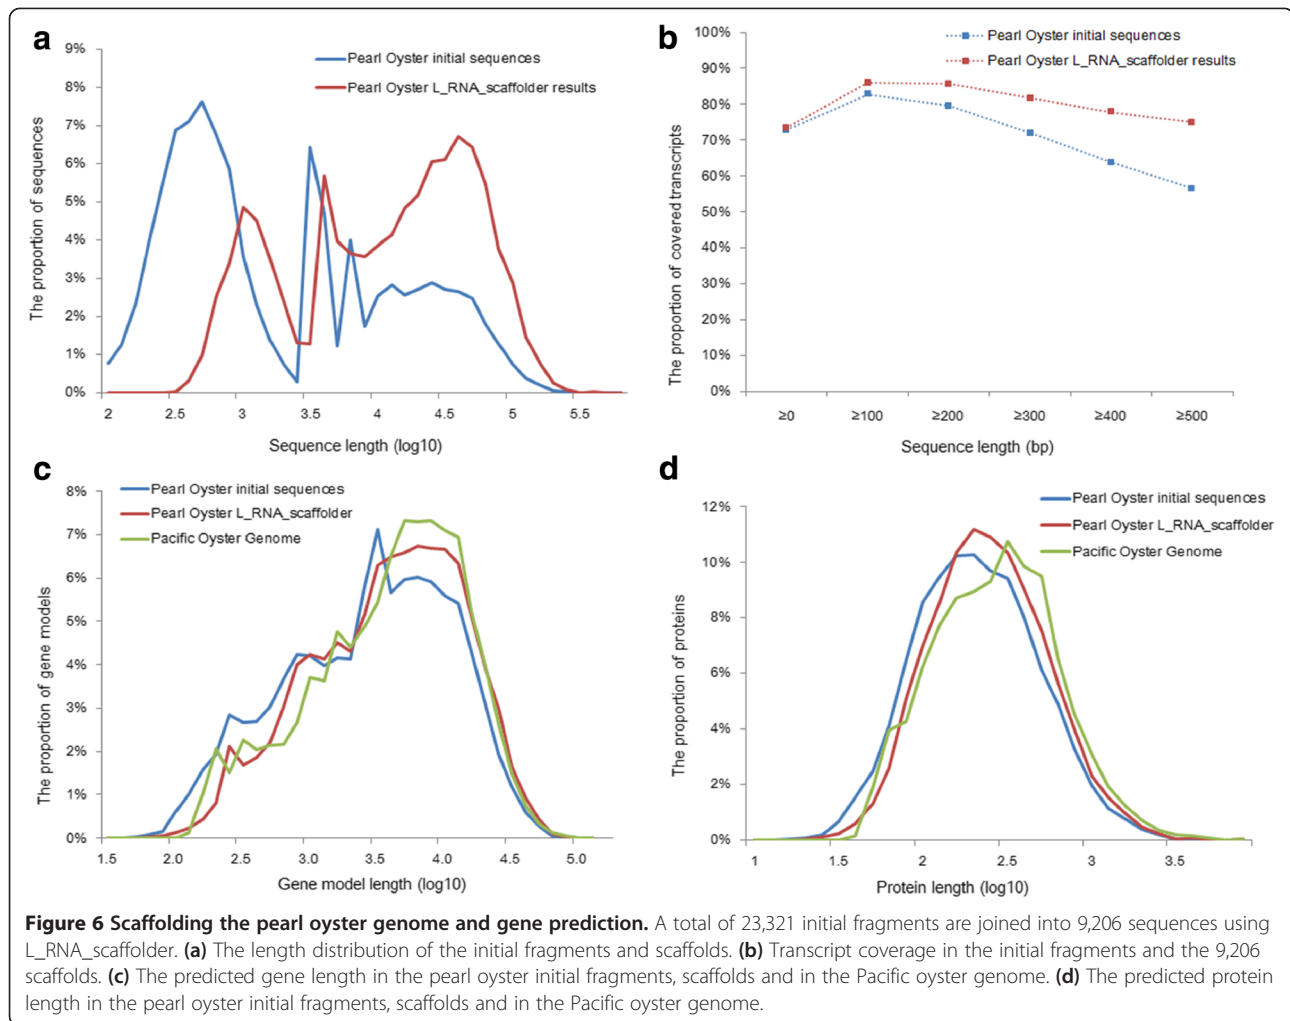 a
9%
8%
7%
6%
5%
4%
3%
2%
1%
0%
The proportion of sequences
Pearl Oyster initial sequences
Pearl Oyster L_RNA_scaffolder results
2 2.5 3 3.5 4 4.5 5 5.5
Sequence length (log10)
b
100%
90%
80%
70%
60%
50%
40%
30%
20%
10%
0%
The proportion of covered transcripts
Pearl Oyster initial sequences
Pearl Oyster L_RNA_scaffolder results
≥0 ≥100 ≥200 ≥300 ≥400 ≥500
Sequence length (bp)
c
8%
7%
6%
5%
4%
3%
2%
1%
0%
The proportion of gene models
Pearl Oyster initial sequences
Pearl Oyster L_RNA_scaffolder
Pacific Oyster Genome
1.5 2.0 2.5 3.0 3.5 4.0 4.5 5.0
Gene model length (log10)
d
12%
10%
8%
6%
4%
2%
0%
The proportion of proteins
Pearl Oyster initial sequences
Pearl Oyster L_RNA_scaffolder
Pacific Oyster Genome
1 1.5 2 2.5 3 3.5
Protein length (log10)
Figure 6 Scaffolding the pearl oyster genome and gene prediction. A total of 23,321 initial fragments are joined into 9,206 sequences using
L_RNA_scaffolder. (a) The length distribution of the initial fragments and scaffolds. (b) Transcript coverage in the initial fragments and the 9,206
scaffolds. (c) The predicted gene length in the pearl oyster initial fragments, scaffolds and in the Pacific oyster genome. (d) The predicted protein
length in the pearl oyster initial fragments, scaffolds and in the Pacific oyster genome.